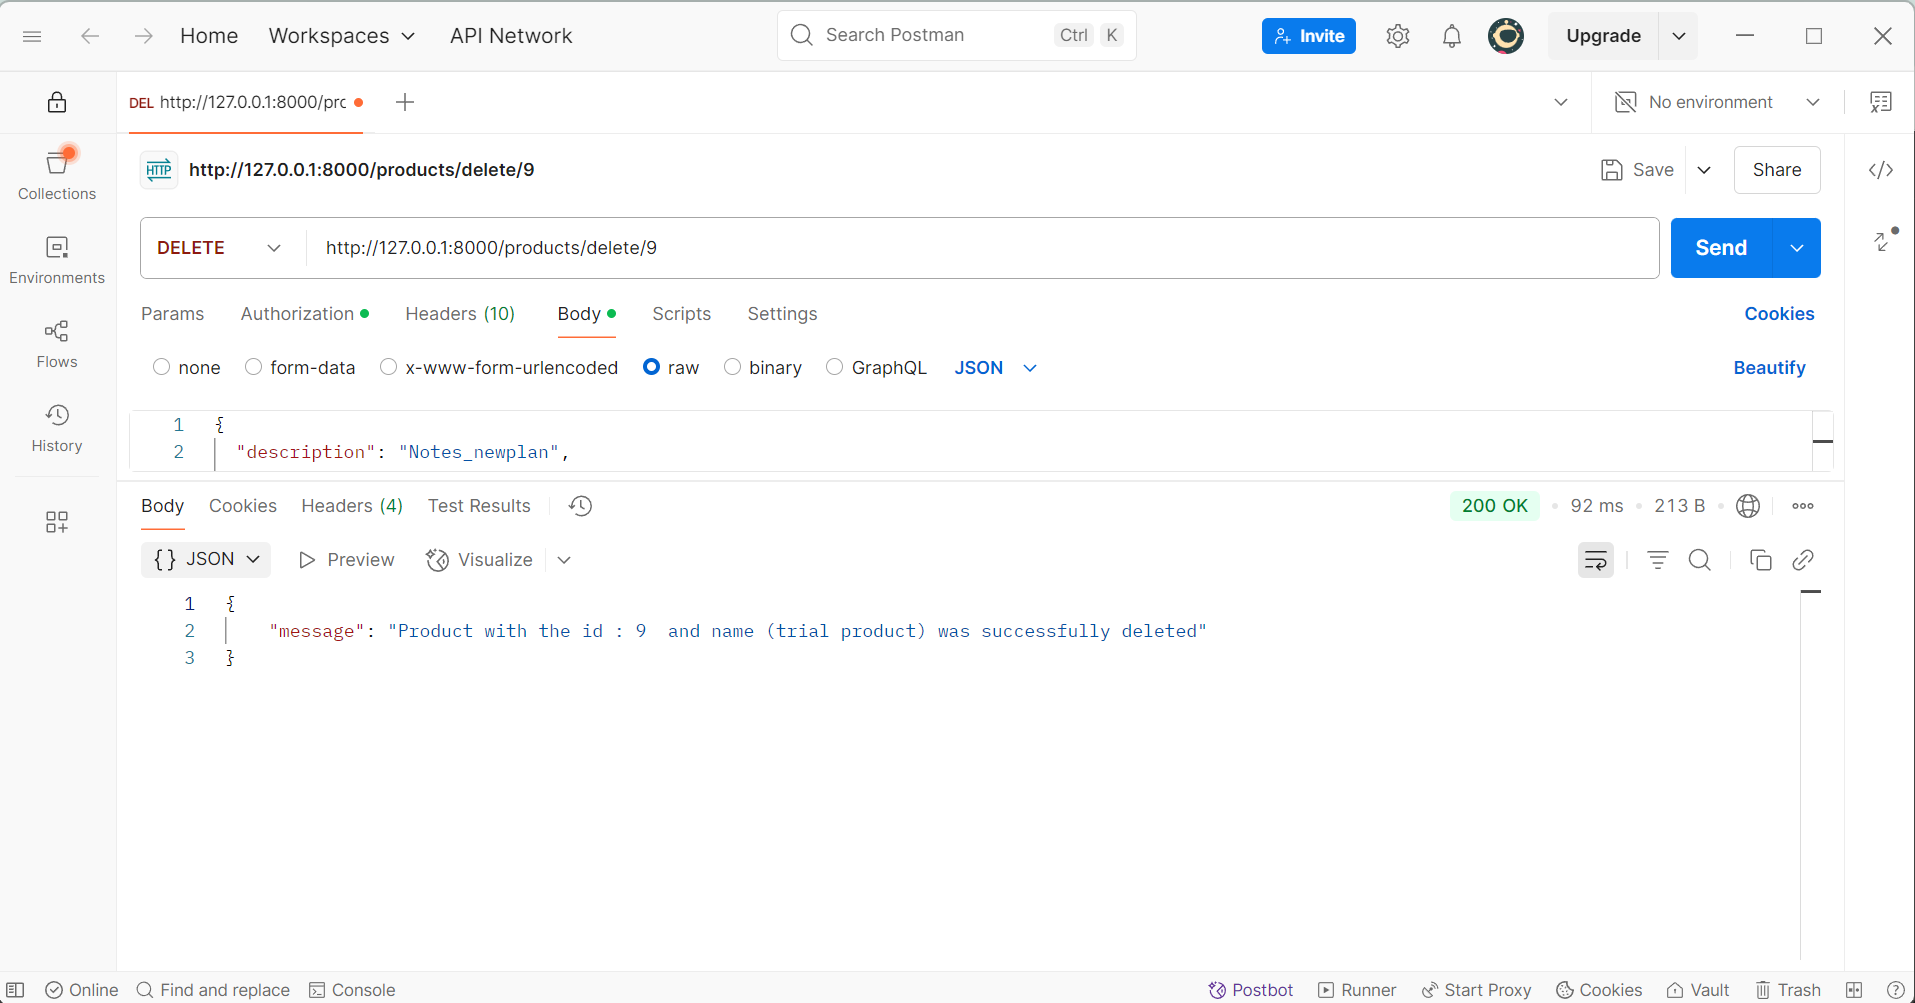 Home Workspaces API Network Search Postman Ctrl K Invite Upgrade
DEL http://127.0.0.1:8000/prc No environment
HTTP http://127.0.0.1:8000/products/delete/9 Save Share
Collections
DELETE http://127.0.0.1:8000/products/delete/9 Send
Environments
Params Authorization Headers (10) Body Scripts Settings Cookies
Flows
none form-data x-www-form-urlencoded raw binary GraphQL JSON Beautify
History
1 {
2 "description": "Notes_newplan",
Body Cookies Headers (4) Test Results 200 OK 92 ms 213 B
{} JSON Preview Visualize
1 {
2 "message": "Product with the id : 9  and name (trial product) was successfully deleted"
3 }
Online Find and replace Console Postbot Runner Start Proxy Cookies Vault Trash